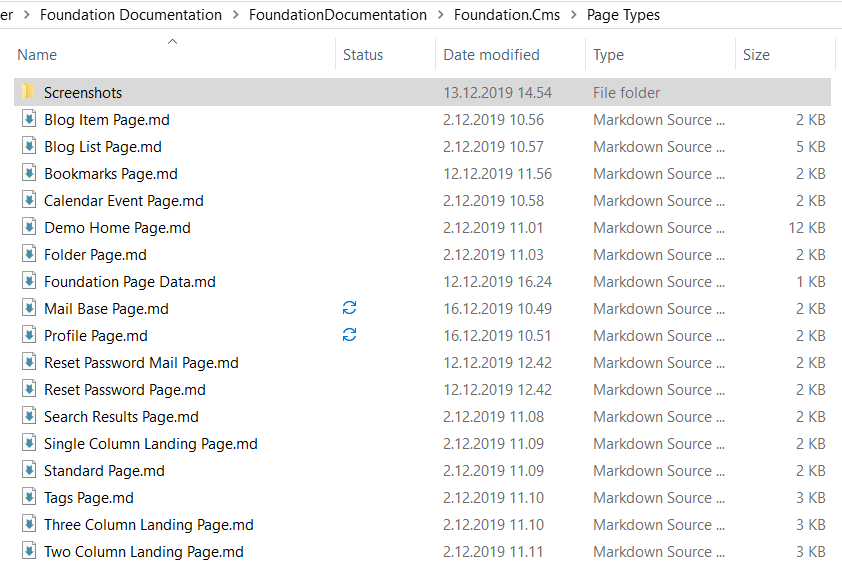 er > Foundation Documentation > FoundationDocumentation > Foundation.Cms > Page Types
Name Status Date modified Type Size
Screenshots 13.12.2019 14.54 File folder
Blog Item Page.md 2.12.2019 10.56 Markdown Source ... 2 KB
Blog List Page.md 2.12.2019 10.57 Markdown Source ... 5 KB
Bookmarks Page.md 12.12.2019 11.56 Markdown Source ... 2 KB
Calendar Event Page.md 2.12.2019 10.58 Markdown Source ... 2 KB
Demo Home Page.md 2.12.2019 11.01 Markdown Source ... 12 KB
Folder Page.md 2.12.2019 11.03 Markdown Source ... 2 KB
Foundation Page Data.md 12.12.2019 16.24 Markdown Source ... 1 KB
Mail Base Page.md 16.12.2019 10.49 Markdown Source ... 2 KB
Profile Page.md 16.12.2019 10.51 Markdown Source ... 2 KB
Reset Password Mail Page.md 12.12.2019 12.42 Markdown Source ... 2 KB
Reset Password Page.md 12.12.2019 12.42 Markdown Source ... 2 KB
Search Results Page.md 2.12.2019 11.08 Markdown Source ... 2 KB
Single Column Landing Page.md 2.12.2019 11.09 Markdown Source ... 2 KB
Standard Page.md 2.12.2019 11.09 Markdown Source ... 2 KB
Tags Page.md 2.12.2019 11.10 Markdown Source ... 3 KB
Three Column Landing Page.md 2.12.2019 11.10 Markdown Source ... 3 KB
Two Column Landing Page.md 2.12.2019 11.11 Markdown Source ... 3 KB